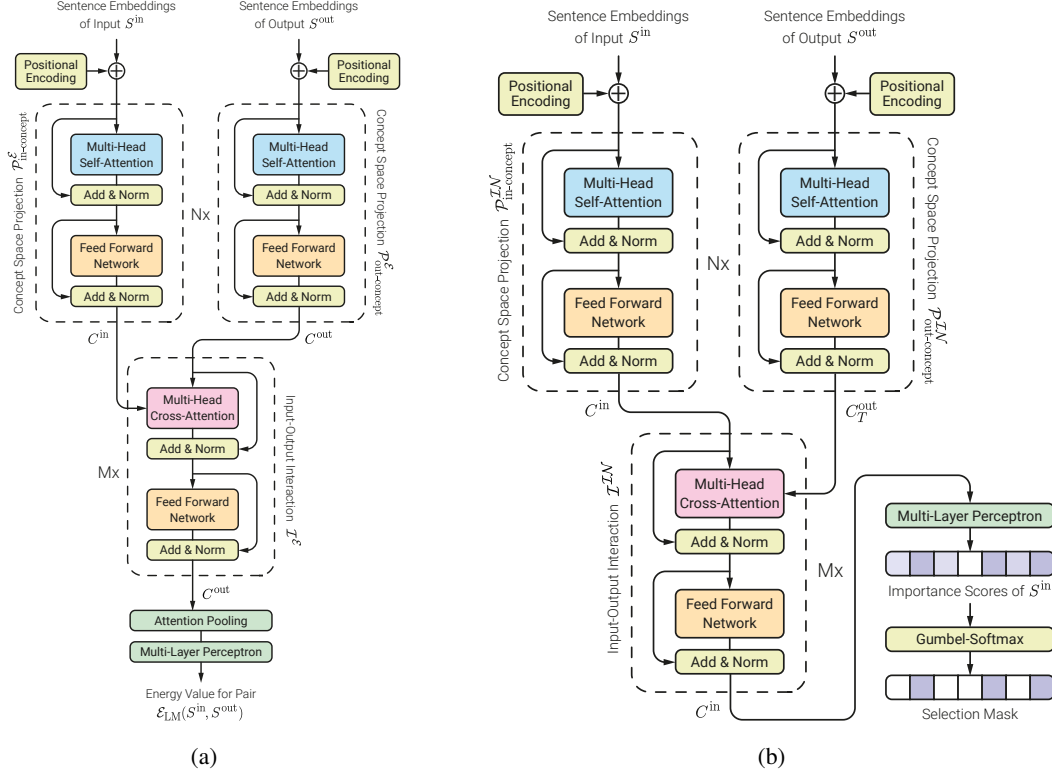 Sentence Embeddings
of Input S^in
Sentence Embeddings
of Output S^out
Positional
Encoding
Positional
Encoding
Concept Space Projection P^E_in-concept
Multi-Head
Self-Attention
Add & Norm
Feed Forward
Network
Add & Norm
Nx
Multi-Head
Self-Attention
Add & Norm
Feed Forward
Network
Add & Norm
Concept Space Projection P^E_out-concept
C^in
C^out
Multi-Head
Cross-Attention
Add & Norm
Mx
Feed Forward
Network
Add & Norm
Input-Output Interaction I^E
C^out
Attention Pooling
Multi-Layer Perceptron
Energy Value for Pair
E_LM(S^in, S^out)
(a)
Sentence Embeddings
of Input S^in
Sentence Embeddings
of Output S^out
Positional
Encoding
Positional
Encoding
Concept Space Projection P^IN_in-concept
Multi-Head
Self-Attention
Add & Norm
Feed Forward
Network
Add & Norm
Nx
Multi-Head
Self-Attention
Add & Norm
Feed Forward
Network
Add & Norm
Concept Space Projection P^IN_out-concept
C^in
C_T^out
Input-Output Interaction I^IN
Multi-Head
Cross-Attention
Add & Norm
Mx
Feed Forward
Network
Add & Norm
C^in
Multi-Layer Perceptron
Importance Scores of S^in
Gumbel-Softmax
Selection Mask
(b)